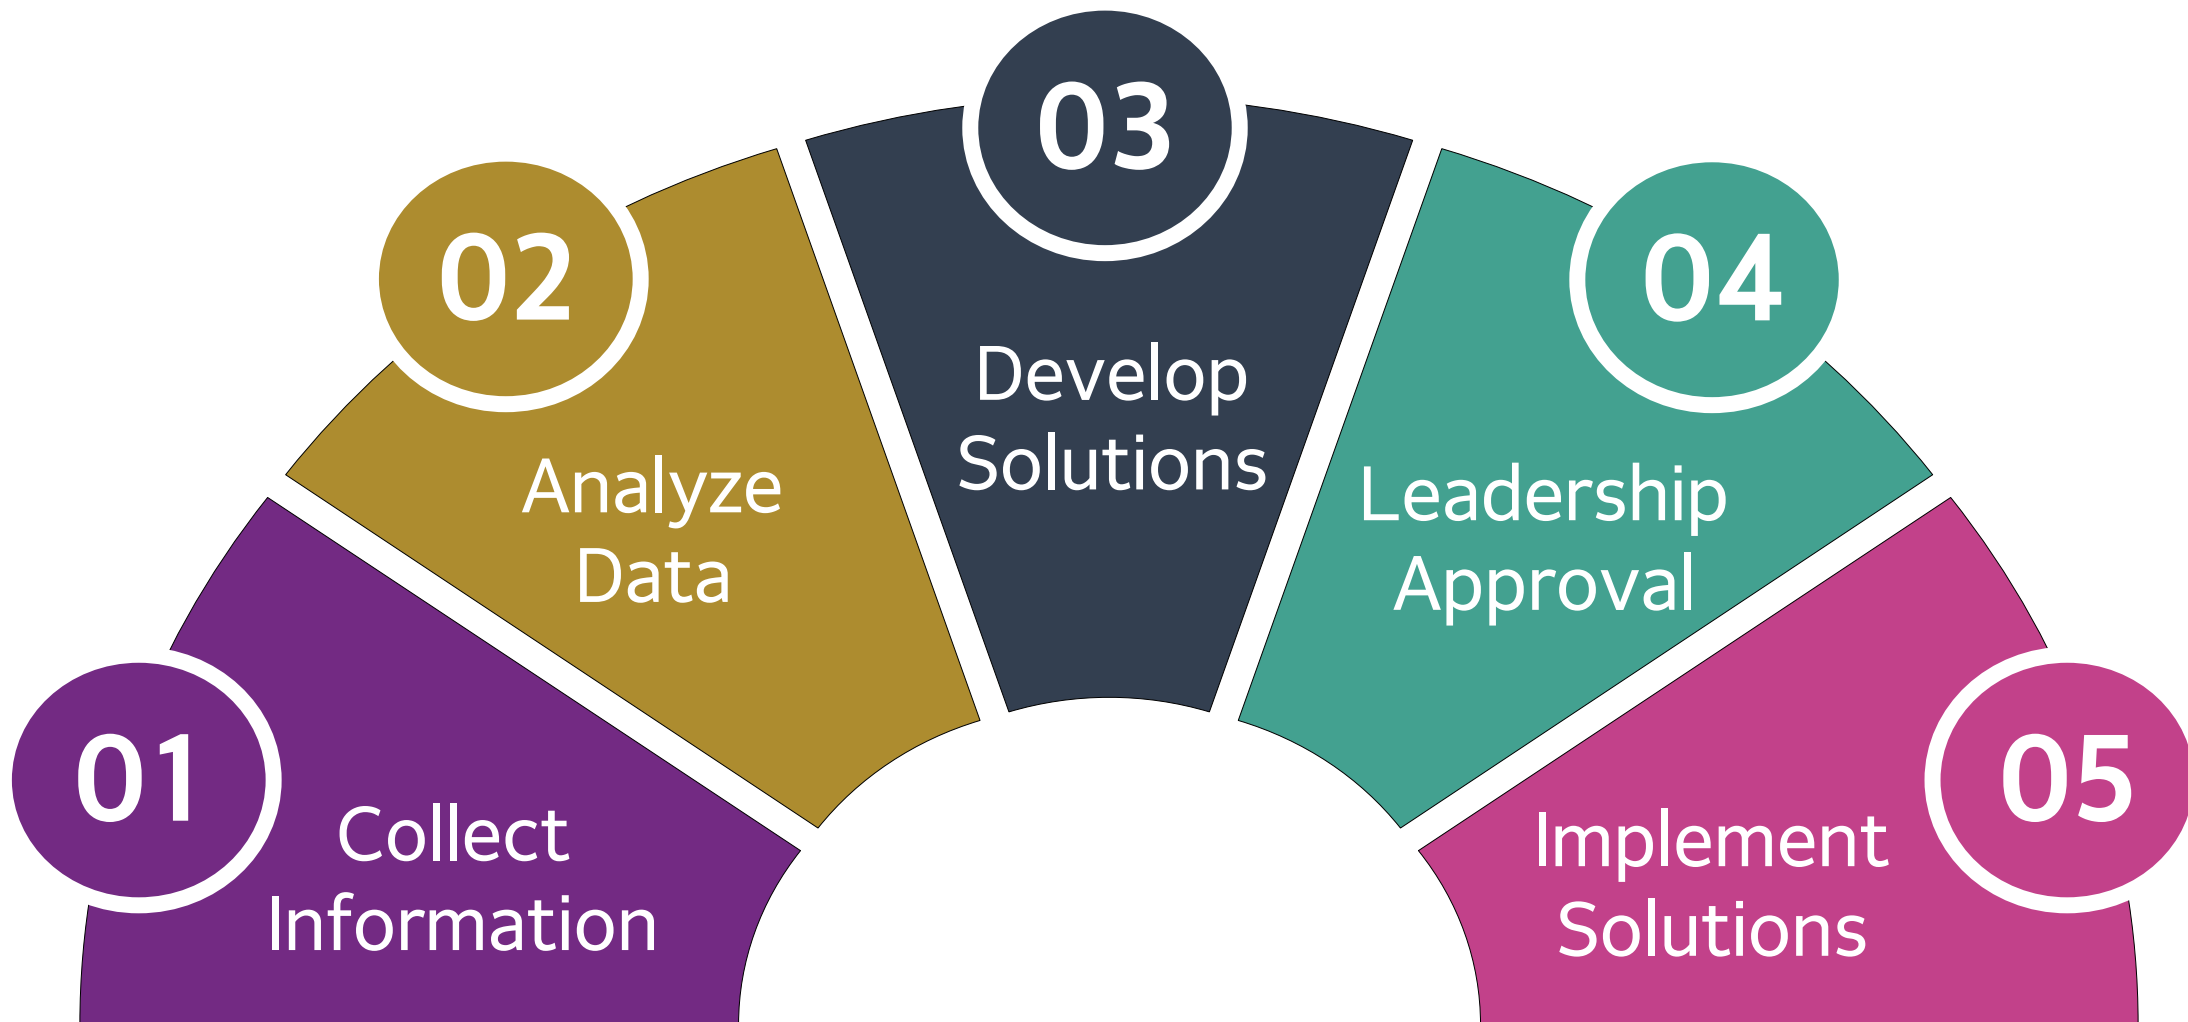 01
Collect
Information
02
Analyze
Data
03
Develop
Solutions
04
Leadership
Approval
05
Implement
Solutions